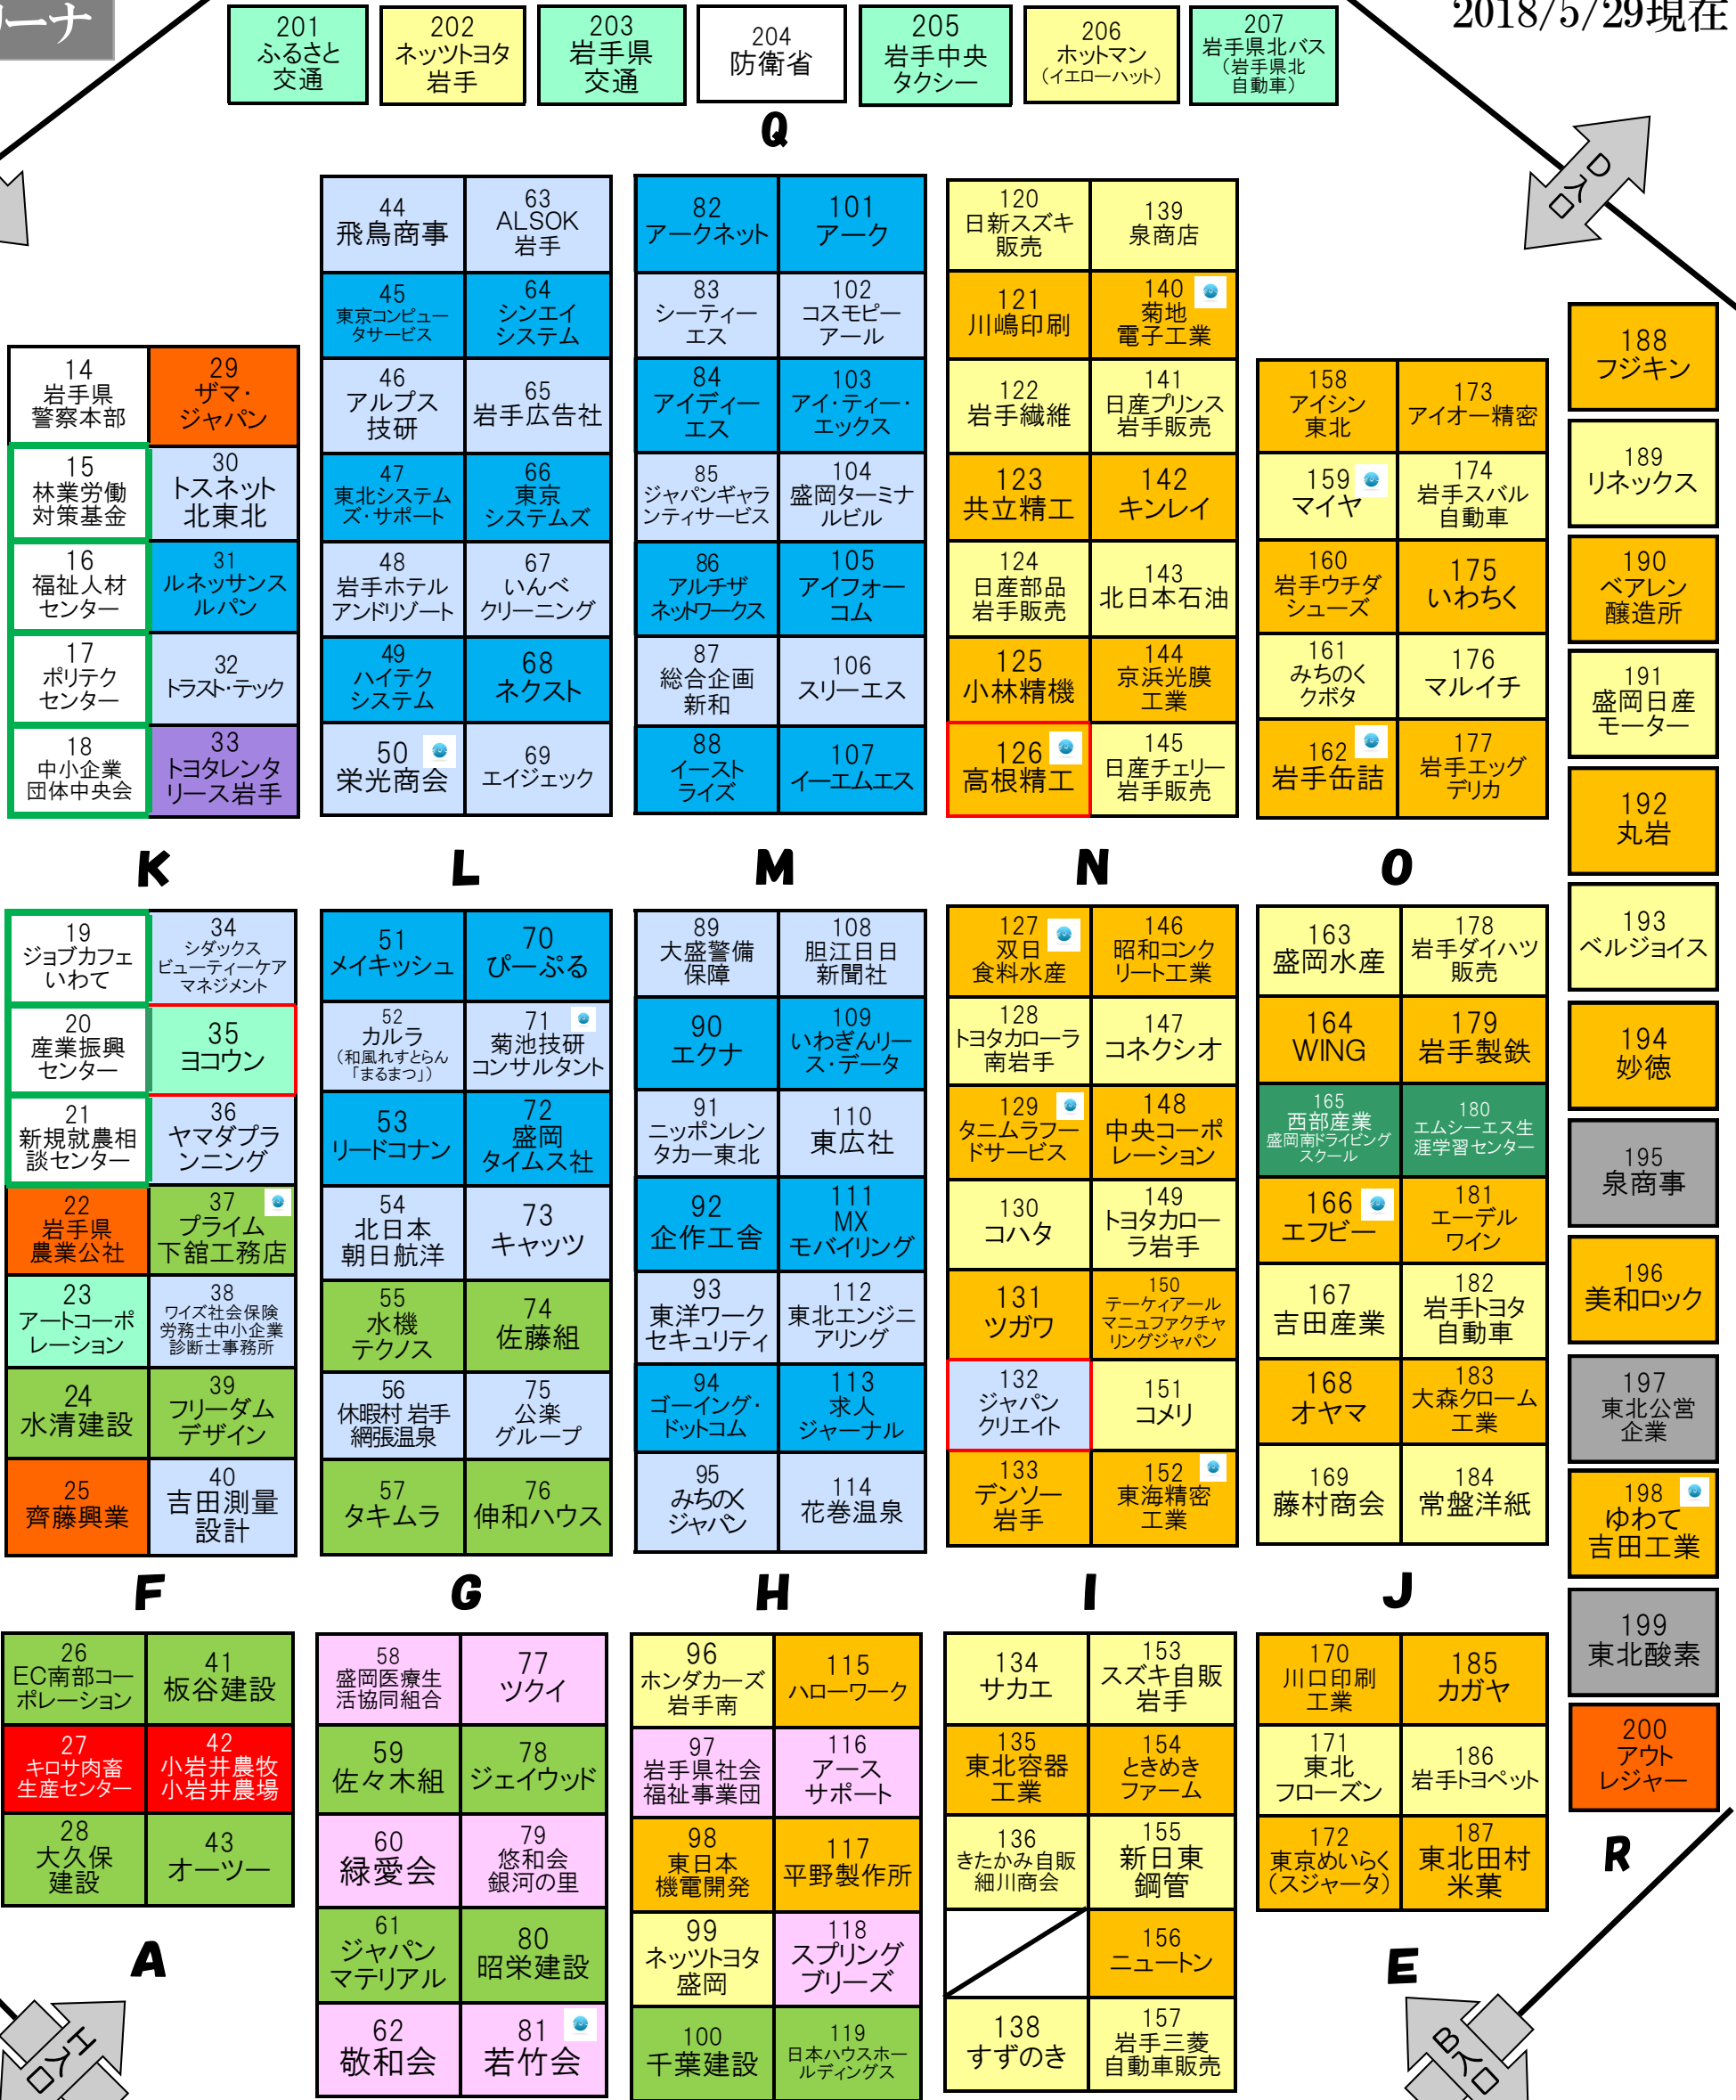 リーナ
2018/5/29現在
201
ふるさと
交通
202
ネッツトヨタ
岩手
203
岩手県
交通
204
防衛省
205
岩手中央
タクシー
206
ホットマン
（イエローハット）
207
岩手県北バス
（岩手県北
自動車）
Q
D入口
14
岩手県
警察本部
29
ザマ・
ジャパン
15
林業労働
対策基金
30
トスネット
北東北
16
福祉人材
センター
31
ルネッサンス
ルパン
17
ポリテク
センター
32
トラスト・テック
18
中小企業
団体中央会
33
トヨタレンタ
リース岩手
K
44
飛鳥商事
63
ALSOK
岩手
45
東京コンピュー
タサービス
64
シンエイ
システム
46
アルプス
技研
65
岩手広告社
47
東北システム
ズ・サポート
66
東京
システムズ
48
岩手ホテル
アンドリゾート
67
いんべ
クリーニング
49
ハイテク
システム
68
ネクスト
50
栄光商会
69
エイジェック
L
82
アークネット
101
アーク
83
シーティー
エス
102
コスモピー
アール
84
アイディー
エス
103
アイ・ティー・
エックス
85
ジャパンギャラ
ンティサービス
104
盛岡ターミナ
ルビル
86
アルチザ
ネットワークス
105
アイフォー
コム
87
総合企画
新和
106
スリーエス
88
イースト
ライズ
107
イーエムエス
M
120
日新スズキ
販売
139
泉商店
121
川嶋印刷
140
菊地
電子工業
122
岩手繊維
141
日産プリンス
岩手販売
123
共立精工
142
キンレイ
124
日産部品
岩手販売
143
北日本石油
125
小林精機
144
京浜光膜
工業
126
高根精工
145
日産チェリー
岩手販売
N
158
アイシン
東北
173
アイオー精密
159
マイヤ
174
岩手スバル
自動車
160
岩手ウチダ
シューズ
175
いわちく
161
みちのく
クボタ
176
マルイチ
162
岩手缶詰
177
岩手エッグ
デリカ
O
188
フジキン
189
リネックス
190
ベアレン
醸造所
191
盛岡日産
モーター
192
丸岩
193
ベルジョイス
194
妙徳
195
泉商事
196
美和ロック
197
東北公営
企業
198
ゆわて
吉田工業
199
東北酸素
200
アウト
レジャー
R
19
ジョブカフェ
いわて
34
シダックス
ビューティーケア
マネジメント
20
産業振興
センター
35
ヨコウン
21
新規就農相
談センター
36
ヤマダプラ
ンニング
22
岩手県
農業公社
37
プライム
下舘工務店
23
アートコーポ
レーション
38
ワイズ社会保険
労務士中小企業
診断士事務所
24
水清建設
39
フリーダム
デザイン
25
齊藤興業
40
吉田測量
設計
F
51
メイキッシュ
70
ぴーぷる
52
カルラ
（和風れすとらん
「まるまつ」）
71
菊池技研
コンサルタント
53
リードコナン
72
盛岡
タイムス社
54
北日本
朝日航洋
73
キャッツ
55
水機
テクノス
74
佐藤組
56
休暇村 岩手
網張温泉
75
公楽
グループ
57
タキムラ
76
伸和ハウス
G
89
大盛警備
保障
108
胆江日日
新聞社
90
エクナ
109
いわぎんリー
ス・データ
91
ニッポンレン
タカー東北
110
東広社
92
企作工舎
111
MX
モバイリング
93
東洋ワーク
セキュリティ
112
東北エンジニ
アリング
94
ゴーイング・
ドットコム
113
求人
ジャーナル
95
みちのく
ジャパン
114
花巻温泉
H
127
双日
食料水産
146
昭和コンク
リート工業
128
トヨタカローラ
南岩手
147
コネクシオ
129
タニムラフー
ドサービス
148
中央コーポ
レーション
130
コハタ
149
トヨタカロー
ラ岩手
131
ツガワ
150
テーケィアール
マニュファクチャ
リングジャパン
132
ジャパン
クリエイト
151
コメリ
133
デンソー
岩手
152
東海精密
工業
I
163
盛岡水産
178
岩手ダイハツ
販売
164
WING
179
岩手製鉄
165
西部産業
盛岡南ドライビング
スクール
180
エムシーエス生
涯学習センター
166
エフビー
181
エーデル
ワイン
167
吉田産業
182
岩手トヨタ
自動車
168
オヤマ
183
大森クローム
工業
169
藤村商会
184
常盤洋紙
J
26
EC南部コー
ポレーション
41
板谷建設
27
キロサ肉畜
生産センター
42
小岩井農牧
小岩井農場
28
大久保
建設
43
オーツー
A
58
盛岡医療生
活協同組合
77
ツクイ
59
佐々木組
78
ジェイウッド
60
緑愛会
79
悠和会
銀河の里
61
ジャパン
マテリアル
80
昭栄建設
62
敬和会
81
若竹会
96
ホンダカーズ
岩手南
115
ハローワーク
97
岩手県社会
福祉事業団
116
アース
サポート
98
東日本
機電開発
117
平野製作所
99
ネッツトヨタ
盛岡
118
スプリング
ブリーズ
100
千葉建設
119
日本ハウスホー
ルディングス
134
サカエ
153
スズキ自販
岩手
135
東北容器
工業
154
ときめき
ファーム
136
きたかみ自販
細川商会
155
新日東
鋼管
156
ニュートン
138
すずのき
157
岩手三菱
自動車販売
170
川口印刷
工業
185
カガヤ
171
東北
フローズン
186
岩手トヨペット
172
東京めいらく
（スジャータ）
187
東北田村
米菓
E
H入口
B入口